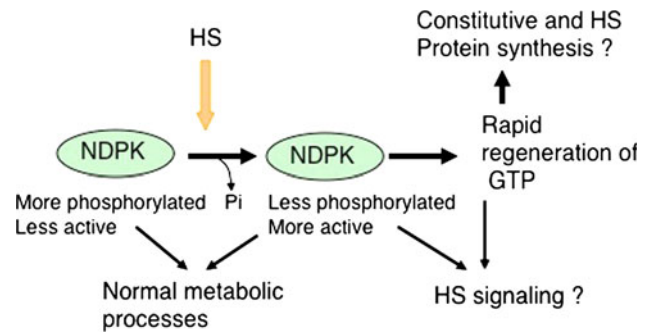 Constitutive and HS
Protein synthesis ?
HS
NDPK
NDPK
Rapid
regeneration of
GTP
More phosphorylated
Less active
Pi
Less phosphorylated
More active
Normal metabolic
processes
HS signaling ?